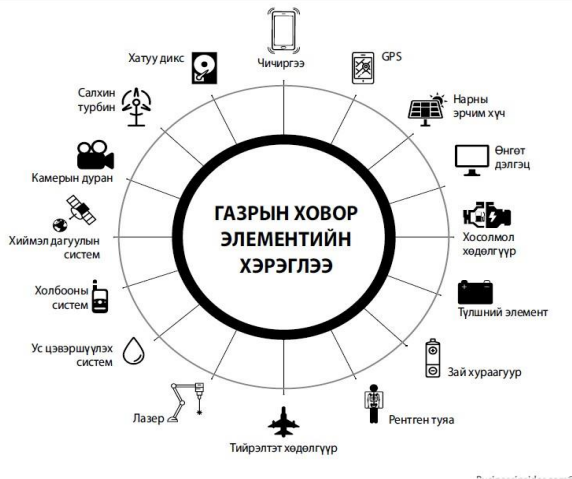 Чичиргээ
GPS
Нарны
эрчим хүч
Өнгөт
дэлгэц
Хосолмол
хөдөлгүүр
Түлшний элемент
Зай хураагуур
Рентген туяа
Тийрэлтэт хөдөлгүүр
Лазер
Ус цэвэршүүлэх
систем
Холбооны
систем
Хиймэл дагуулын
систем
Камерын дуран
Салхин
турбин
Хатуу дикс
ГАЗРЫН ХОВОР
ЭЛЕМЕНТИЙН
ХЭРЭГЛЭЭ